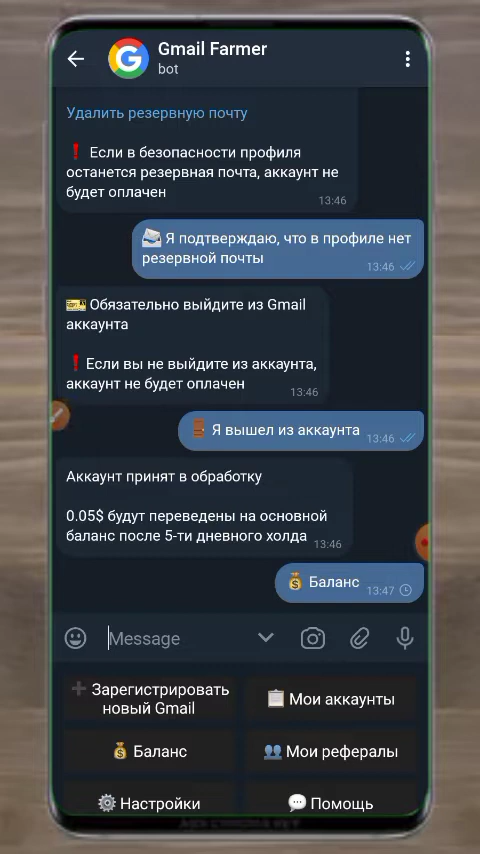 Gmail Farmer
bot
Удалить резервную почту
❗ Если в безопасности профиля
останется резервная почта, аккаунт не
будет оплачен
13:46
Я подтверждаю, что в профиле нет
резервной почты
13:46
Обязательно выйдите из Gmail
аккаунта
❗ Если вы не выйдите из аккаунта,
аккаунт не будет оплачен
13:46
Я вышел из аккаунта
13:46
Аккаунт принят в обработку
0.05$ будут переведены на основной
баланс после 5-ти дневного холда
13:46
Баланс
13:47
Message
Зарегистрировать
новый Gmail
Мои аккаунты
Баланс
Мои рефералы
Настройки
Помощь